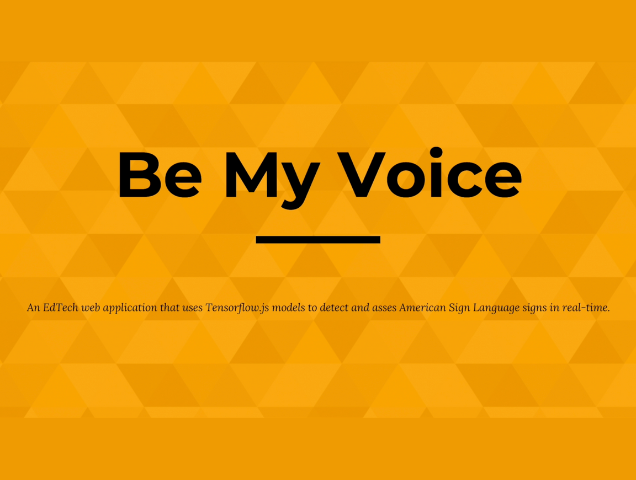 Be My Voice
An EdTech web application that uses Tensorflow.js models to detect and asses American Sign Language signs in real-time.